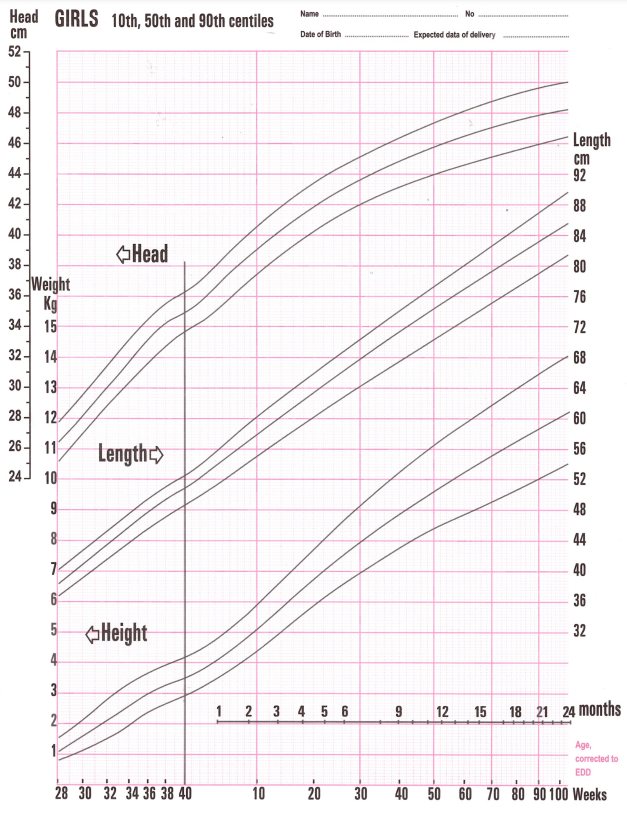 Head
cm
GIRLS 10th, 50th and 90th centiles
Name
No
Date of Birth
Expected data of delivery
52
50
48
46
44
42
40
38
36
34
32
30
28
26
24
Head
Weight
Kg
15
14
13
12
11
10
9
8
7
6
5
4
3
2
1
Length
Height
Length
cm
92
88
84
80
76
72
68
64
60
56
52
48
44
40
36
32
1 2 3 4 5 6 9 12 15 18 21 24 months
Age,
corrected to
EDD
28 30 32 34 36 38 40 10 20 30 40 50 60 70 80 90 100 Weeks